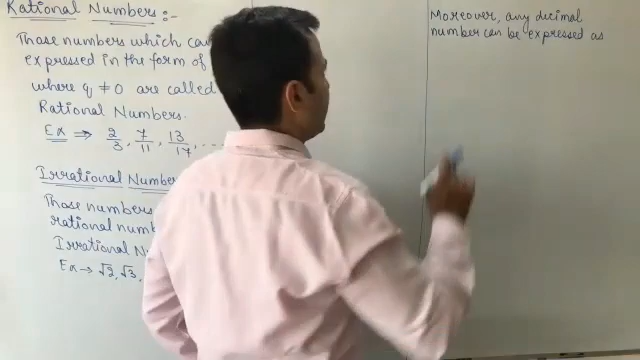 Rational Numbers :-
Those numbers which can
expressed in the form of
where q ≠ 0 are called
Rational Numbers.
Ex ⇒ 2/3, 7/11, 13/17, ....
Irrational Number
Those numbers
rational numb
Irrational N
Ex → √2, √3,
Moreover, any decimal
number can be expressed as